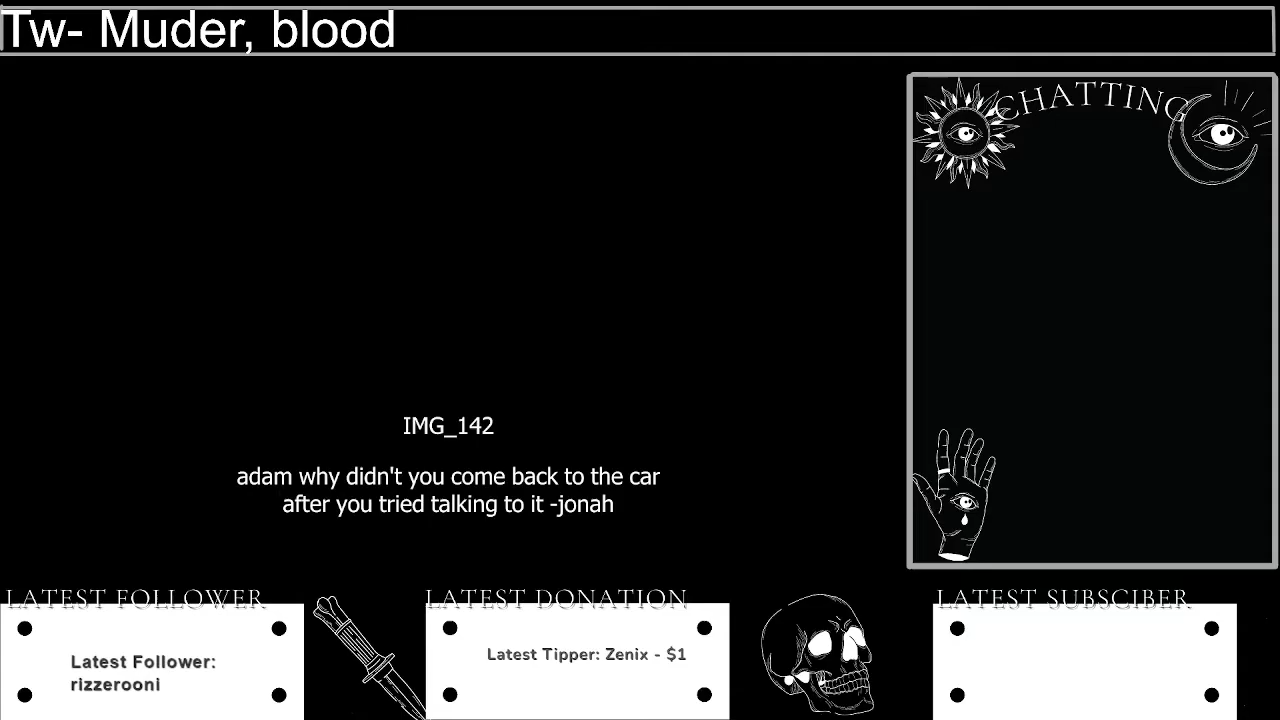 Tw- Muder, blood
CHATTING
IMG_142
adam why didn't you come back to the car
after you tried talking to it -jonah
LATEST FOLLOWER
Latest Follower:
rizzerooni
LATEST DONATION
Latest Tipper: Zenix - $1
LATEST SUBSCIBER